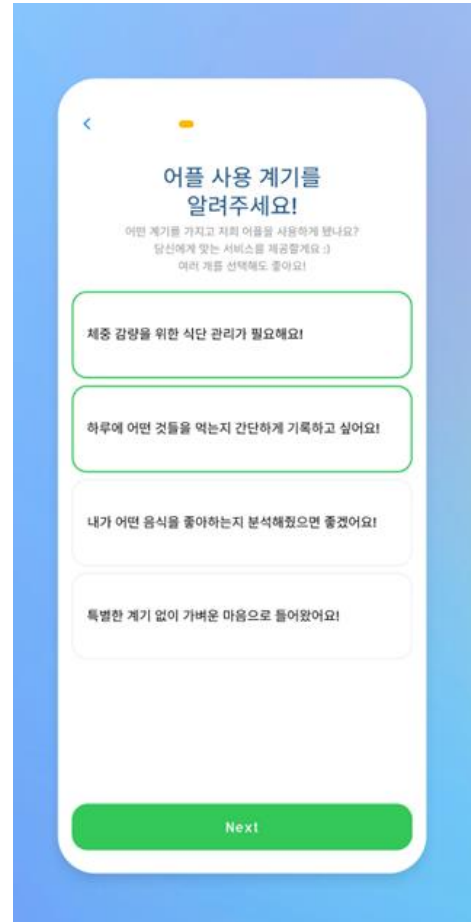 어플 사용 계기를
알려주세요!
어떤 계기를 가지고 저희 어플을 사용하게 됐나요?
당신에게 맞는 서비스를 제공할게요 :)
여러 개를 선택해도 좋아요!
체중 감량을 위한 식단 관리가 필요해요!
하루에 어떤 것들을 먹는지 간단하게 기록하고 싶어요!
내가 어떤 음식을 좋아하는지 분석해줬으면 좋겠어요!
특별한 계기 없이 가벼운 마음으로 들어왔어요!
Next